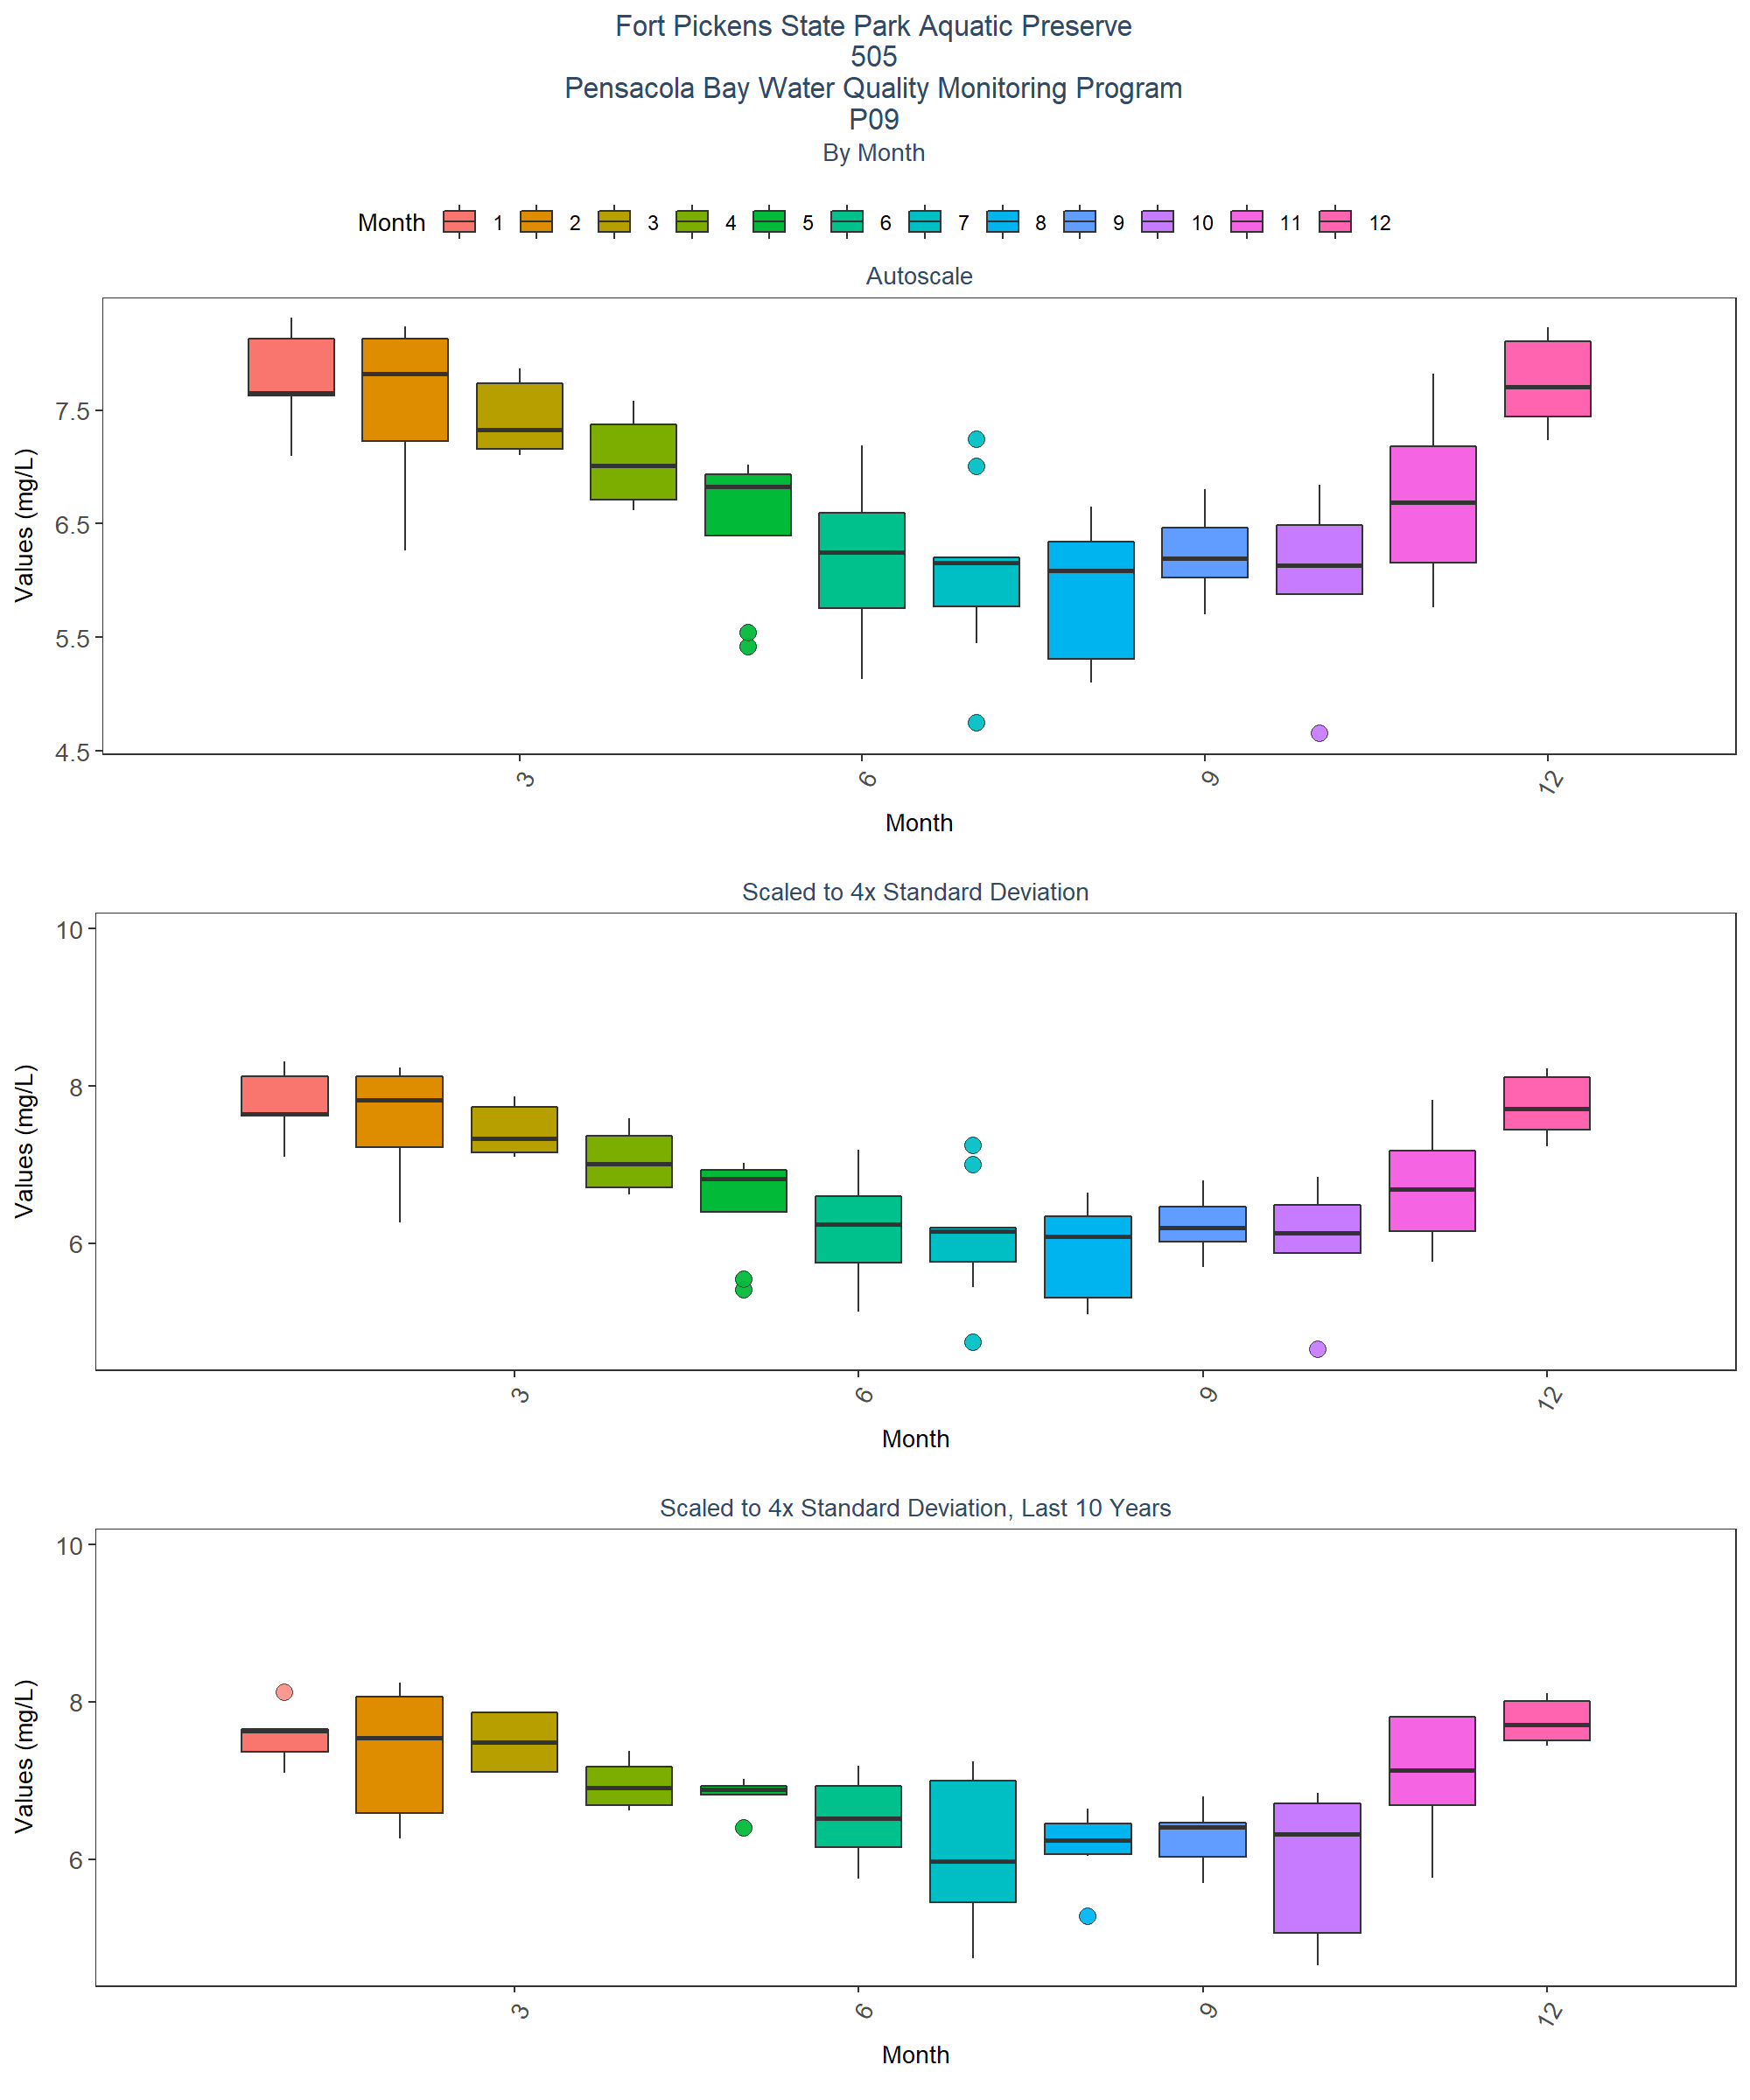 Fort Pickens State Park Aquatic Preserve
505
Pensacola Bay Water Quality Monitoring Program
P09
By Month
Month 1 2 3 4 5 6 7 8 9 10 11 12
Autoscale
Values (mg/L)
7.5
6.5
5.5
4.5
3 6 9 12
Month
Scaled to 4x Standard Deviation
Values (mg/L)
10
8
6
3 6 9 12
Month
Scaled to 4x Standard Deviation, Last 10 Years
Values (mg/L)
10
8
6
3 6 9 12
Month